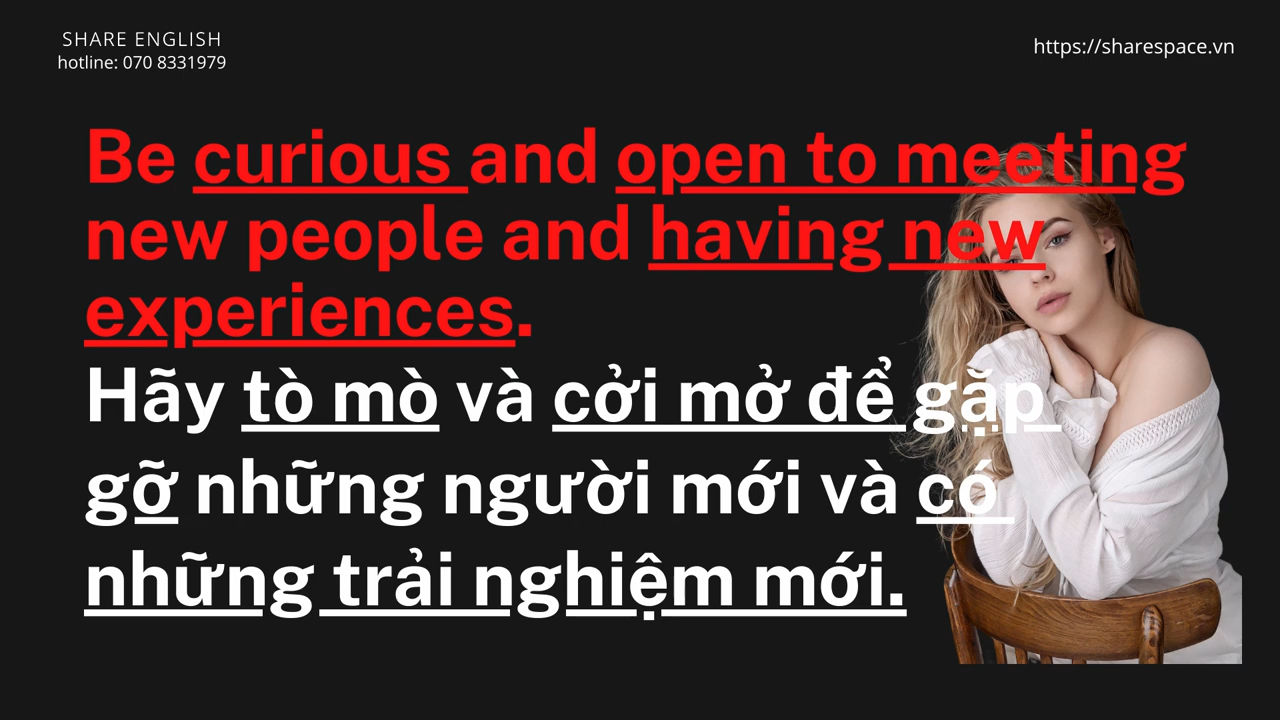 SHARE ENGLISH
hotline: 070 8331979
https://sharespace.vn
Be curious and open to meeting
new people and having new
experiences.
Hãy tò mò và cởi mở để gặp
gỡ những người mới và có
những trải nghiệm mới.